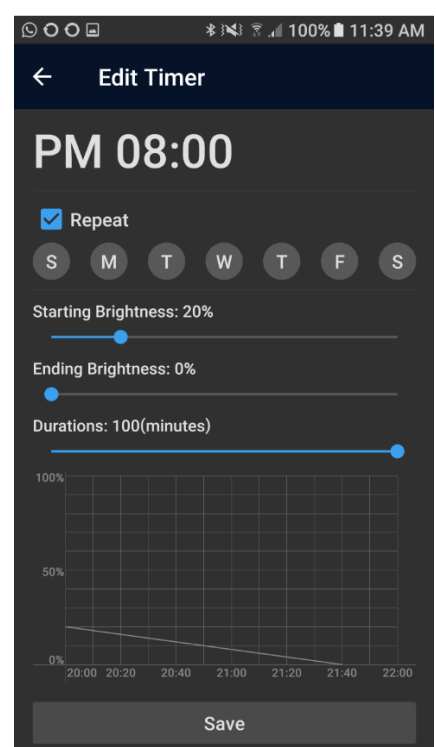 100% 11:39 AM
Edit Timer
PM 08:00
Repeat
S M T W T F S
Starting Brightness: 20%
Ending Brightness: 0%
Durations: 100(minutes)
100%
50%
0%
20:00 20:20 20:40 21:00 21:20 21:40 22:00
Save